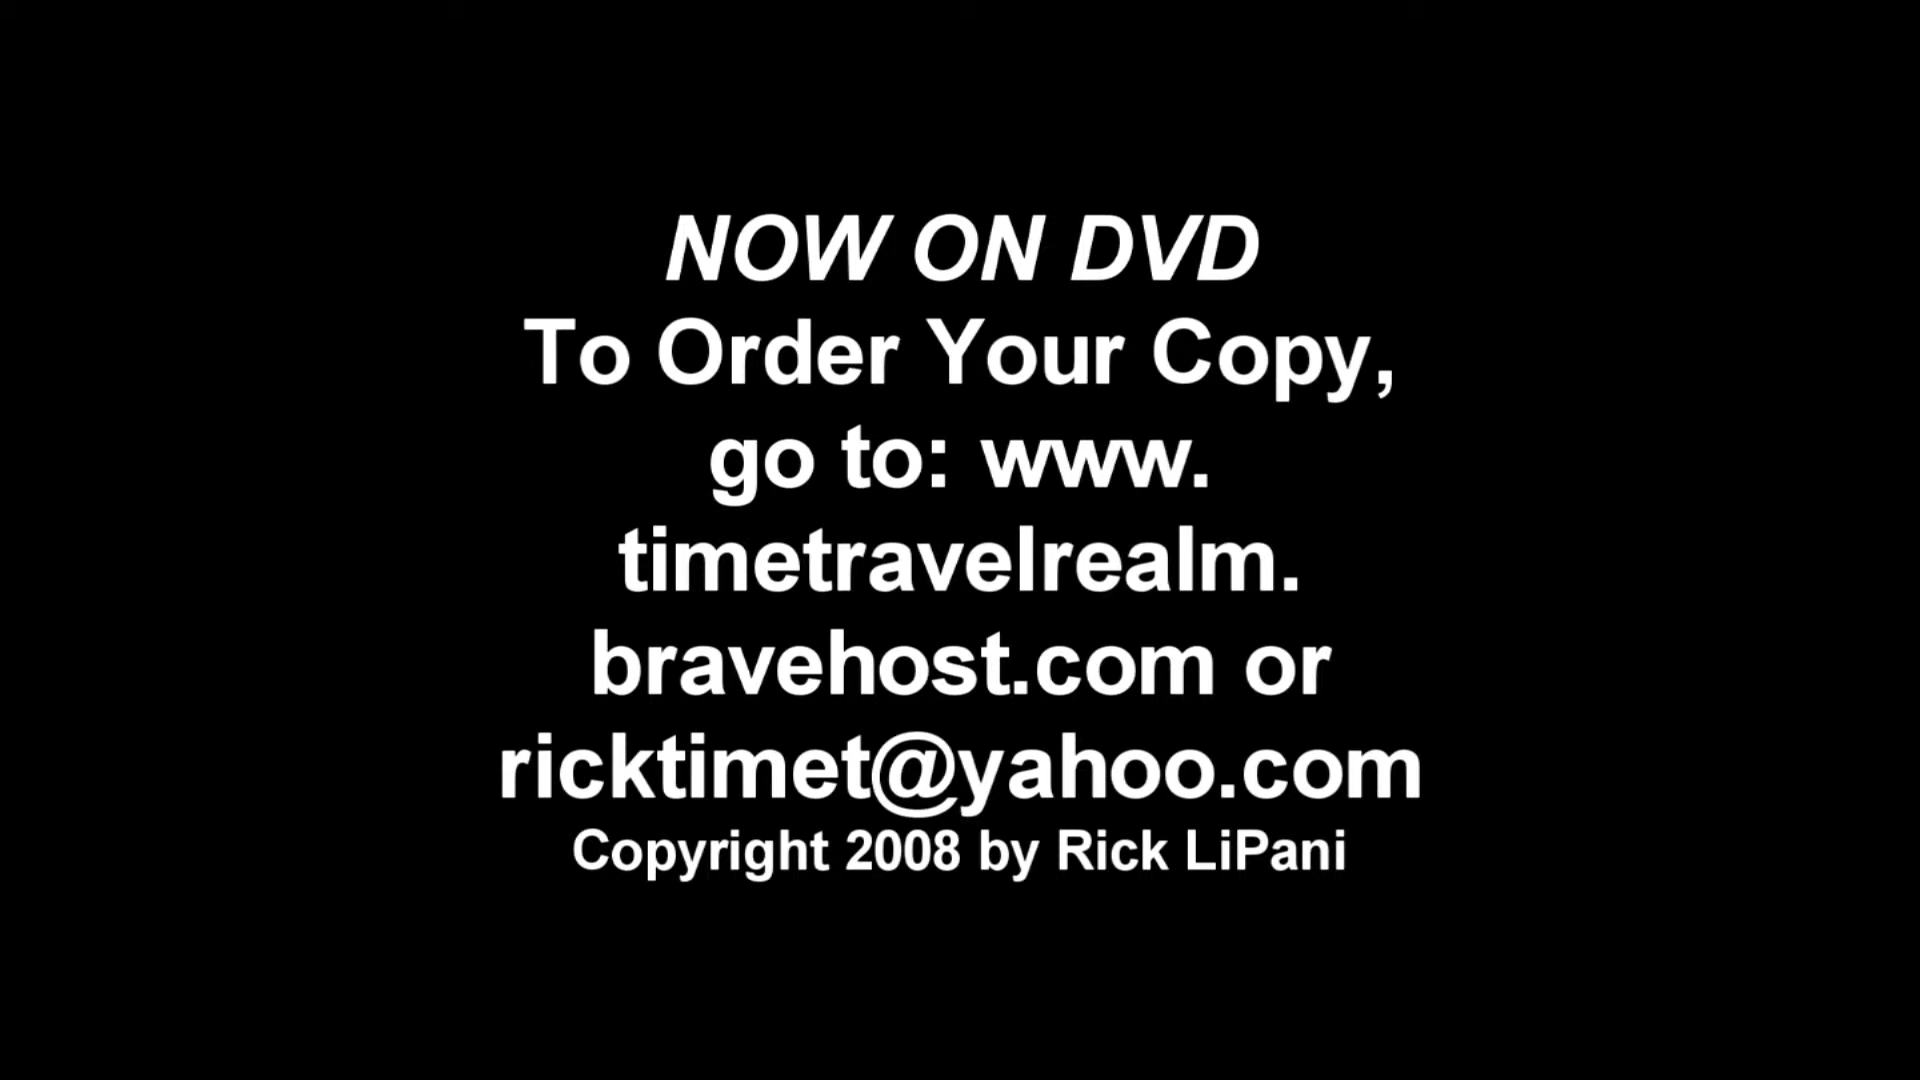 NOW ON DVD
To Order Your Copy,
go to: www.
timetravelrealm.
bravehost.com or
ricktimet@yahoo.com
Copyright 2008 by Rick LiPani